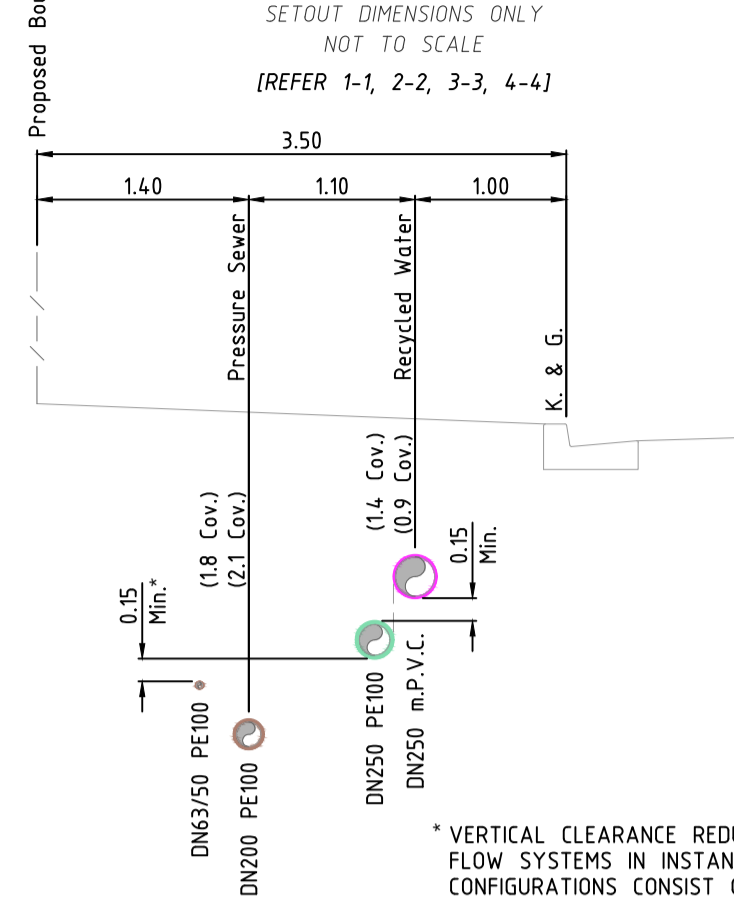 SETOUT DIMENSIONS ONLY
NOT TO SCALE
[REFER 1-1, 2-2, 3-3, 4-4]
Proposed
3.50
1.40
1.10
1.00
Pressure Sewer
Recycled Water
K. & G.
(1.8 Cov.)
(2.1 Cov.)
(1.4 Cov.)
(0.9 Cov.)
0.15
Min.
0.15
Min.*
DN63/50 PE100
DN200 PE100
DN250 PE100
DN250 m.P.V.C.
* VERTICAL CLEARANCE
FLOW SYSTEMS IN
CONFIGURATIONS CONSIST